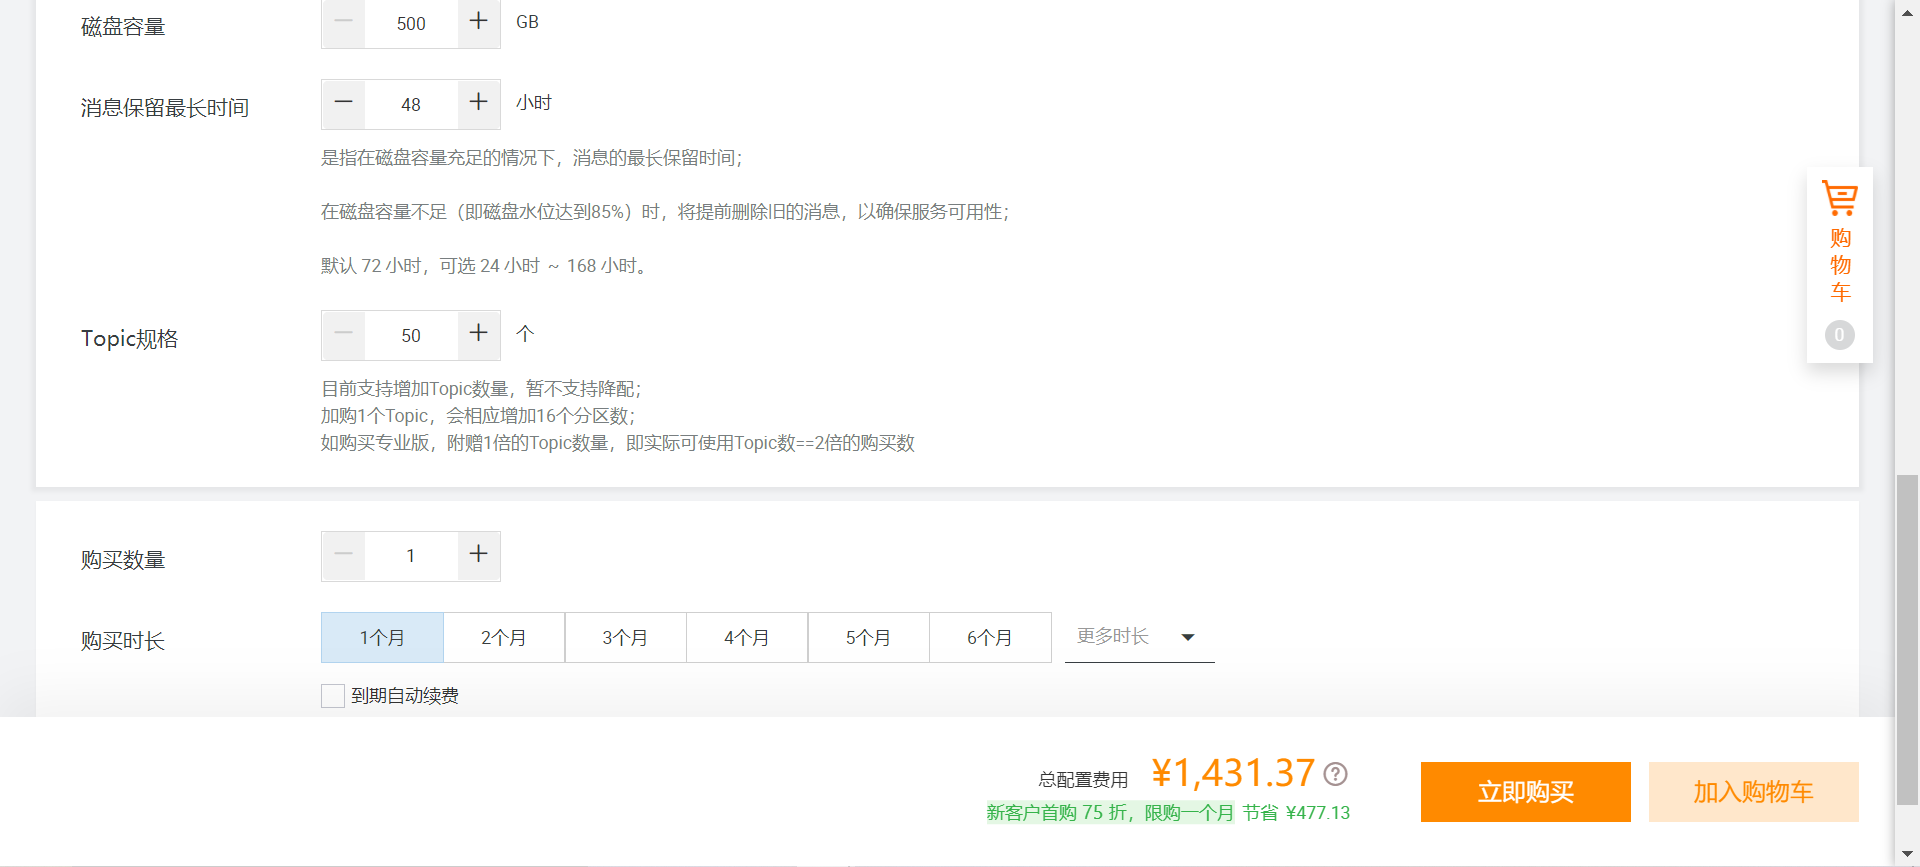 磁盘容量 500 GB
消息保留最长时间 48 小时
是指在磁盘容量充足的情况下，消息的最长保留时间；
在磁盘容量不足（即磁盘水位达到85%）时，将提前删除旧的消息，以确保服务可用性；
默认 72 小时，可选 24 小时 ~ 168 小时。
Topic规格 50 个
目前支持增加Topic数量，暂不支持降配；
加购1个Topic，会相应增加16个分区数；
如购买专业版，附赠1倍的Topic数量，即实际可使用Topic数==2倍的购买数
购物车
0
购买数量 1
购买时长 1个月 2个月 3个月 4个月 5个月 6个月 更多时长
到期自动续费
总配置费用 ¥1,431.37
新客户首购 75 折，限购一个月 节省 ¥477.13
立即购买 加入购物车